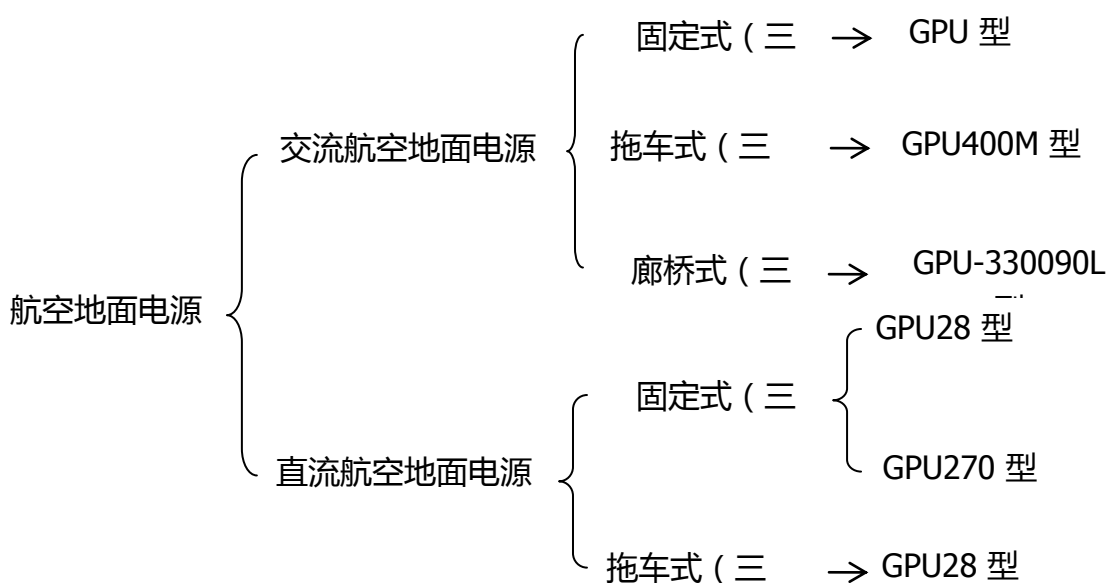 固定式 ( 三 → GPU 型
交流航空地面电源 拖车式 ( 三 → GPU400M 型
廊桥式 ( 三 → GPU-330090L
航空地面电源
GPU28 型
固定式 ( 三
直流航空地面电源 GPU270 型
拖车式 ( 三 → GPU28 型